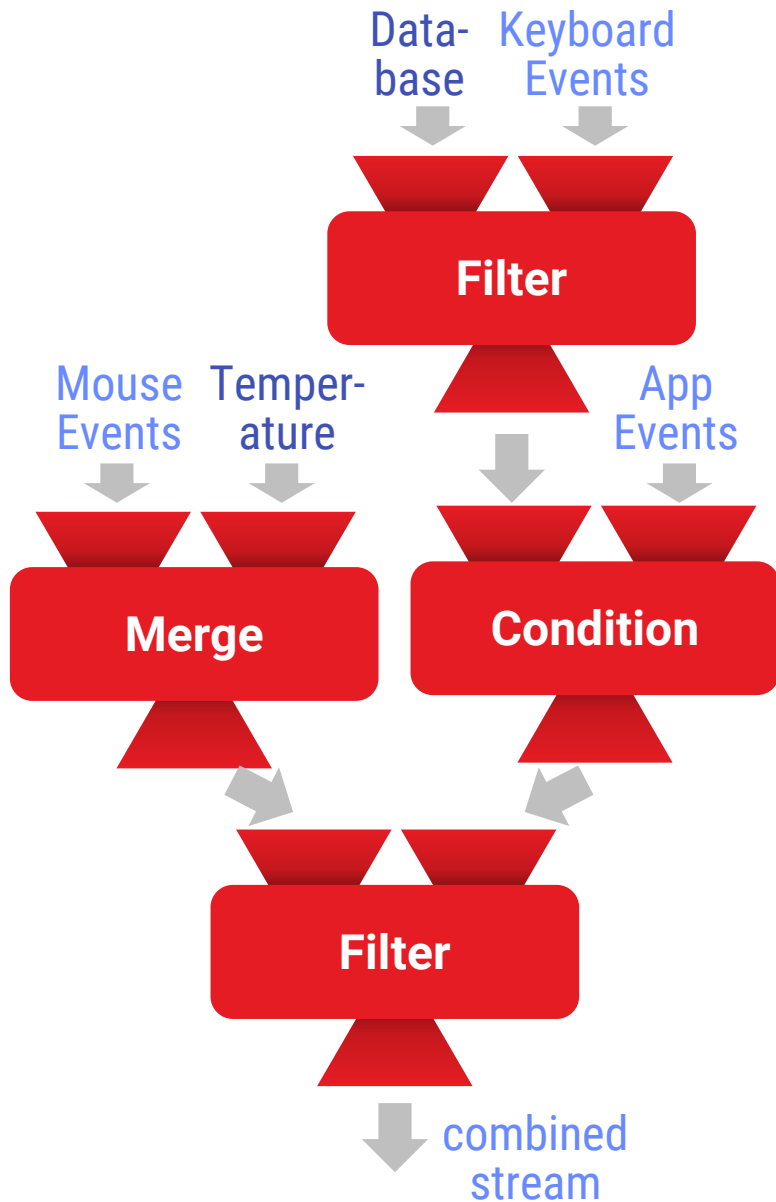 Data-
base
Keyboard
Events
Filter
Mouse
Events
Temper-
ature
App
Events
Merge
Condition
Filter
combined
stream